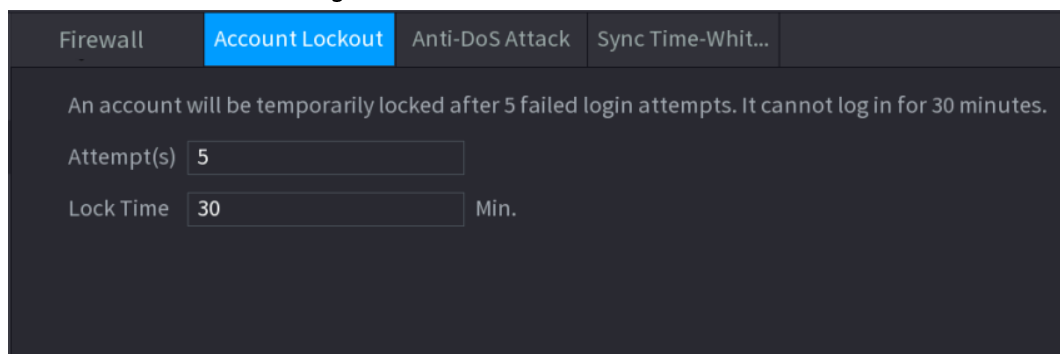 Firewall Account Lockout Anti-DoS Attack Sync Time-Whit...
An account will be temporarily locked after 5 failed login attempts. It cannot log in for 30 minutes.
Attempt(s) 5
Lock Time 30 Min.